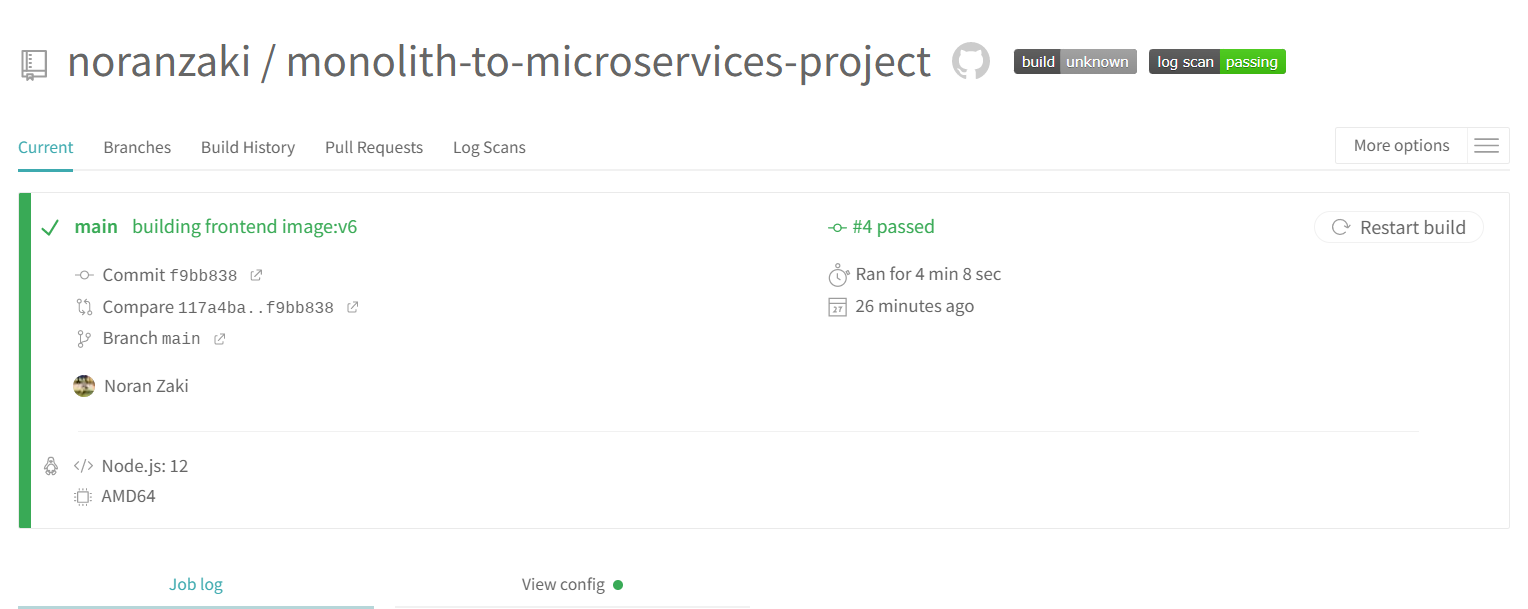 noranzaki / monolith-to-microservices-project build unknown log scan passing
Current Branches Build History Pull Requests Log Scans More options
main building frontend image:v6 #4 passed Restart build
Commit f9bb838 Ran for 4 min 8 sec
Compare 117a4ba..f9bb838 27 26 minutes ago
Branch main
Noran Zaki
</> Node.js: 12
AMD64
Job log View config